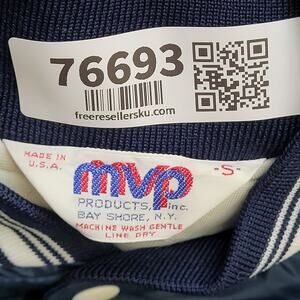 76693
freeresellersku.com
MADE IN
U.S.A.
mvp
-S-
PRODUCTS, Inc.
BAY SHORE, N.Y.
MACHINE WASH GENTLE
LINE DRY